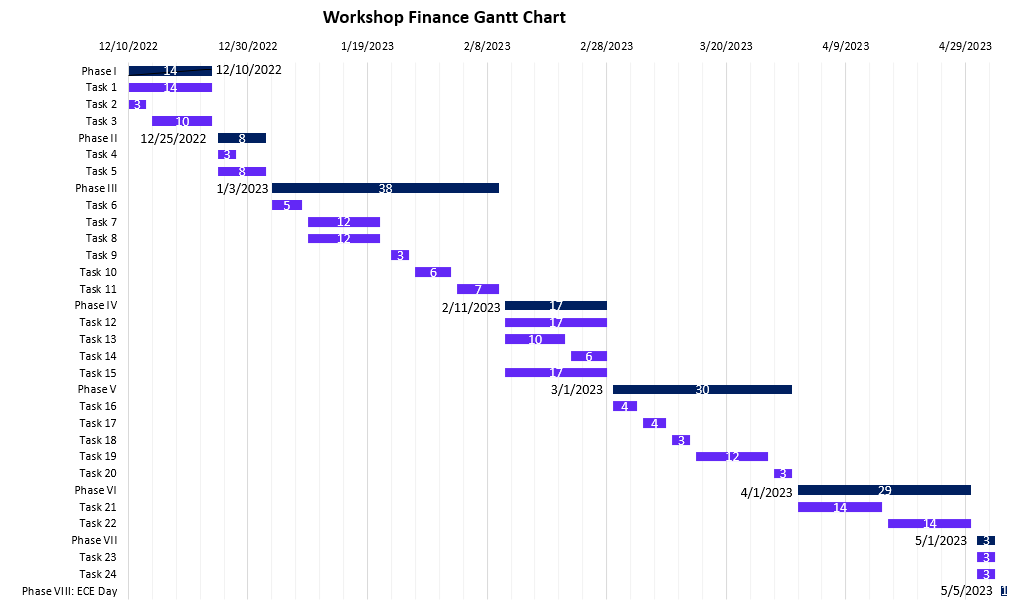 Workshop Finance Gantt Chart
12/10/2022 12/30/2022 1/19/2023 2/8/2023 2/28/2023 3/20/2023 4/9/2023 4/29/2023
Phase I 14 12/10/2022
Task 1 14
Task 2 3
Task 3 10
Phase II 12/25/2022 8
Task 4 3
Task 5 8
Phase III 1/3/2023 38
Task 6 5
Task 7 12
Task 8 12
Task 9 3
Task 10 6
Task 11 7
Phase IV 2/11/2023 17
Task 12 17
Task 13 10
Task 14 6
Task 15 17
Phase V 3/1/2023 30
Task 16 4
Task 17 4
Task 18 3
Task 19 12
Task 20 3
Phase VI 4/1/2023 29
Task 21 14
Task 22 14
Phase VII 5/1/2023 3
Task 23 3
Task 24 3
Phase VIII: ECE Day 5/5/2023 1